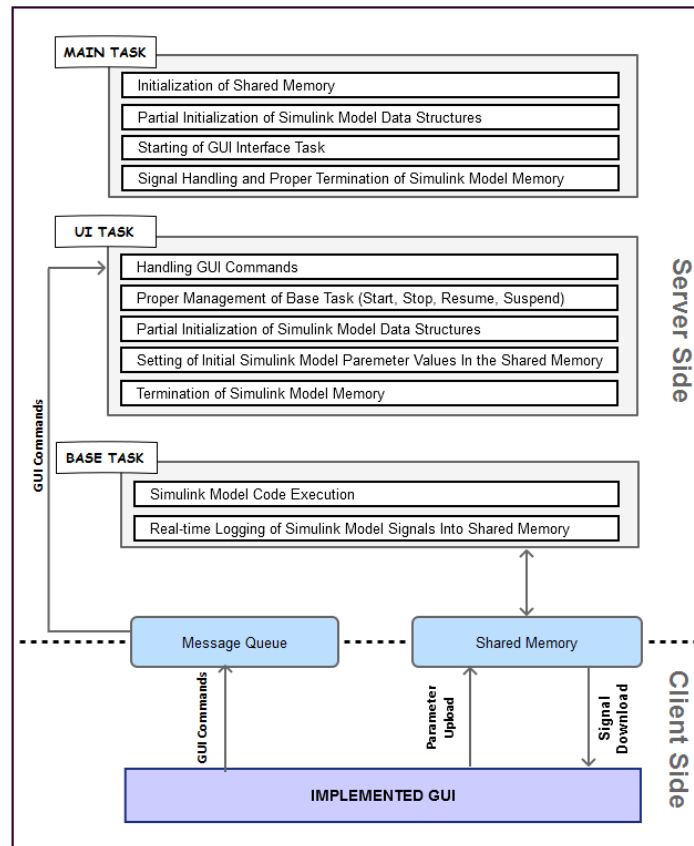 MAIN TASK
Initialization of Shared Memory
Partial Initialization of Simulink Model Data Structures
Starting of GUI Interface Task
Signal Handling and Proper Termination of Simulink Model Memory
UI TASK
Handling GUI Commands
Proper Management of Base Task (Start, Stop, Resume, Suspend)
Partial Initialization of Simulink Model Data Structures
Setting of Initial Simulink Model Paremeter Values In the Shared Memory
Termination of Simulink Model Memory
Server Side
GUI Commands
BASE TASK
Simulink Model Code Execution
Real-time Logging of Simulink Model Signals Into Shared Memory
Message Queue
Shared Memory
GUI Commands
Parameter
Upload
Signal
Download
Client Side
IMPLEMENTED GUI